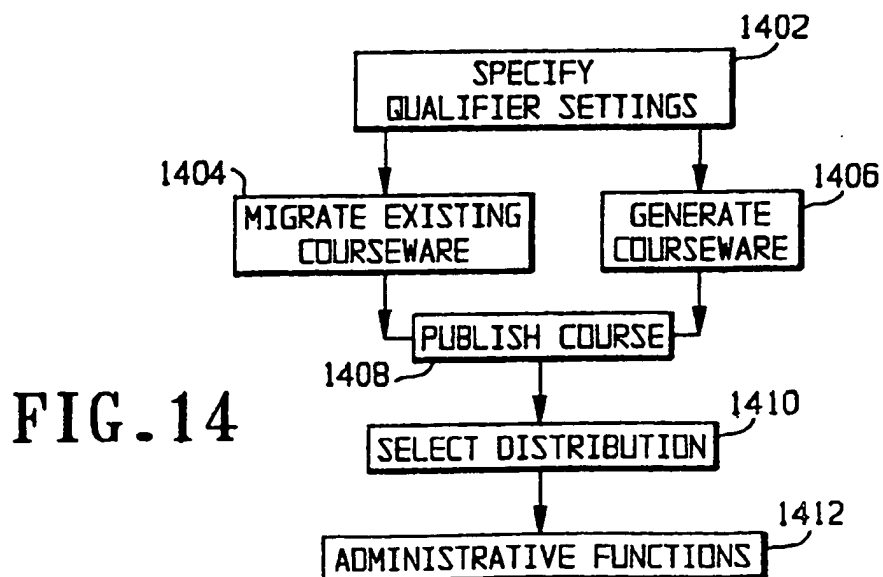 1402
SPECIFY
QUALIFIER SETTINGS
1404
MIGRATE EXISTING
COURSEWARE
1406
GENERATE
COURSEWARE
PUBLISH COURSE
1408
FIG.14
1410
SELECT DISTRIBUTION
1412
ADMINISTRATIVE FUNCTIONS